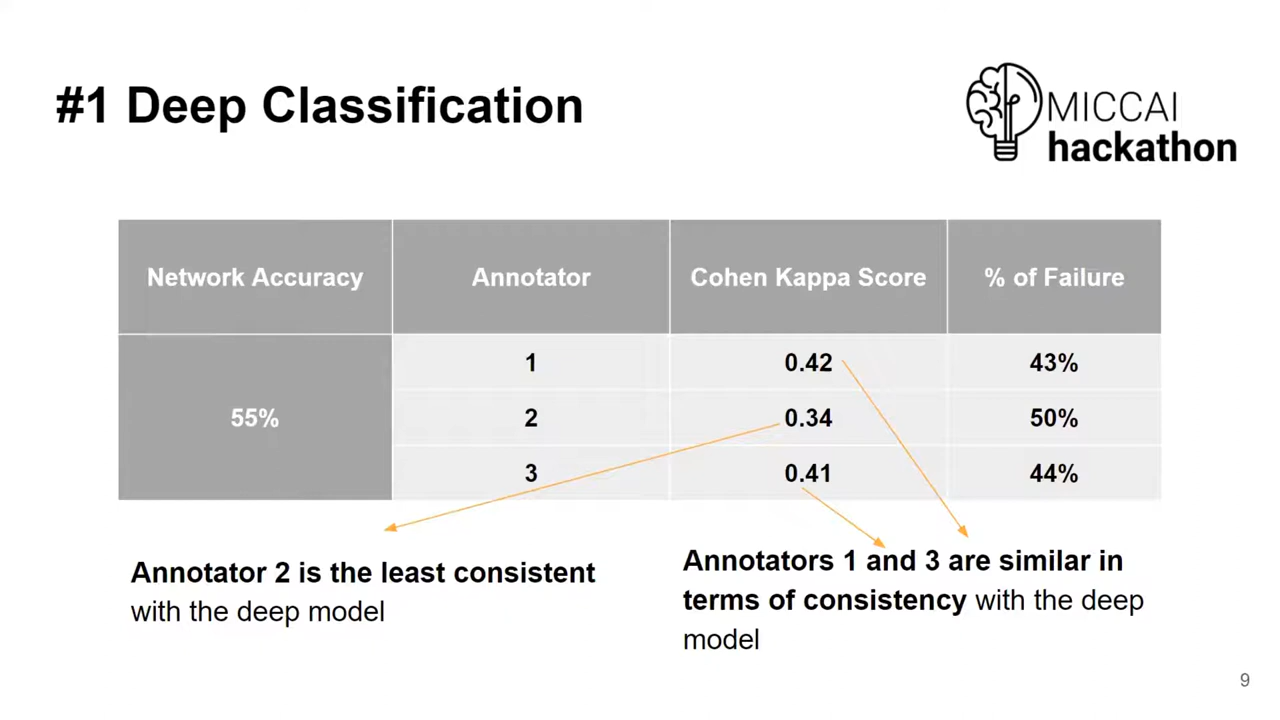 #1 Deep Classification
MICCAI
hackathon
Network Accuracy Annotator Cohen Kappa Score % of Failure
55%
1 0.42 43%
2 0.34 50%
3 0.41 44%
Annotator 2 is the least consistent
with the deep model
Annotators 1 and 3 are similar in
terms of consistency with the deep
model
9